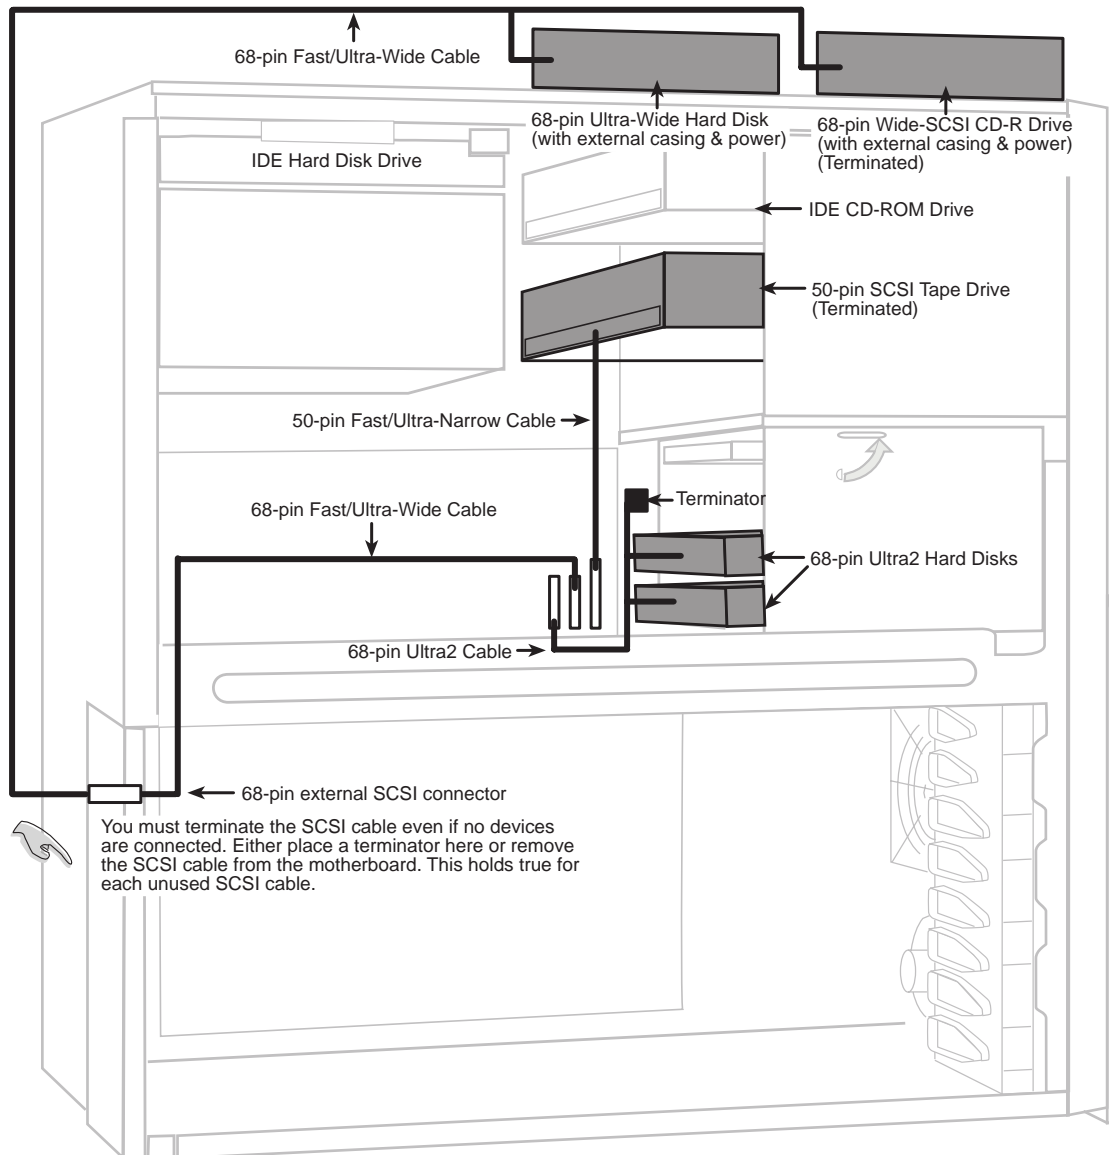 68-pin Fast/Ultra-Wide Cable
68-pin Ultra-Wide Hard Disk
(with external casing & power)
68-pin Wide-SCSI CD-R Drive
(with external casing & power)
(Terminated)
IDE Hard Disk Drive
IDE CD-ROM Drive
50-pin SCSI Tape Drive
(Terminated)
50-pin Fast/Ultra-Narrow Cable
Terminator
68-pin Fast/Ultra-Wide Cable
68-pin Ultra2 Hard Disks
68-pin Ultra2 Cable
68-pin external SCSI connector
You must terminate the SCSI cable even if no devices
are connected. Either place a terminator here or remove
the SCSI cable from the motherboard. This holds true for
each unused SCSI cable.